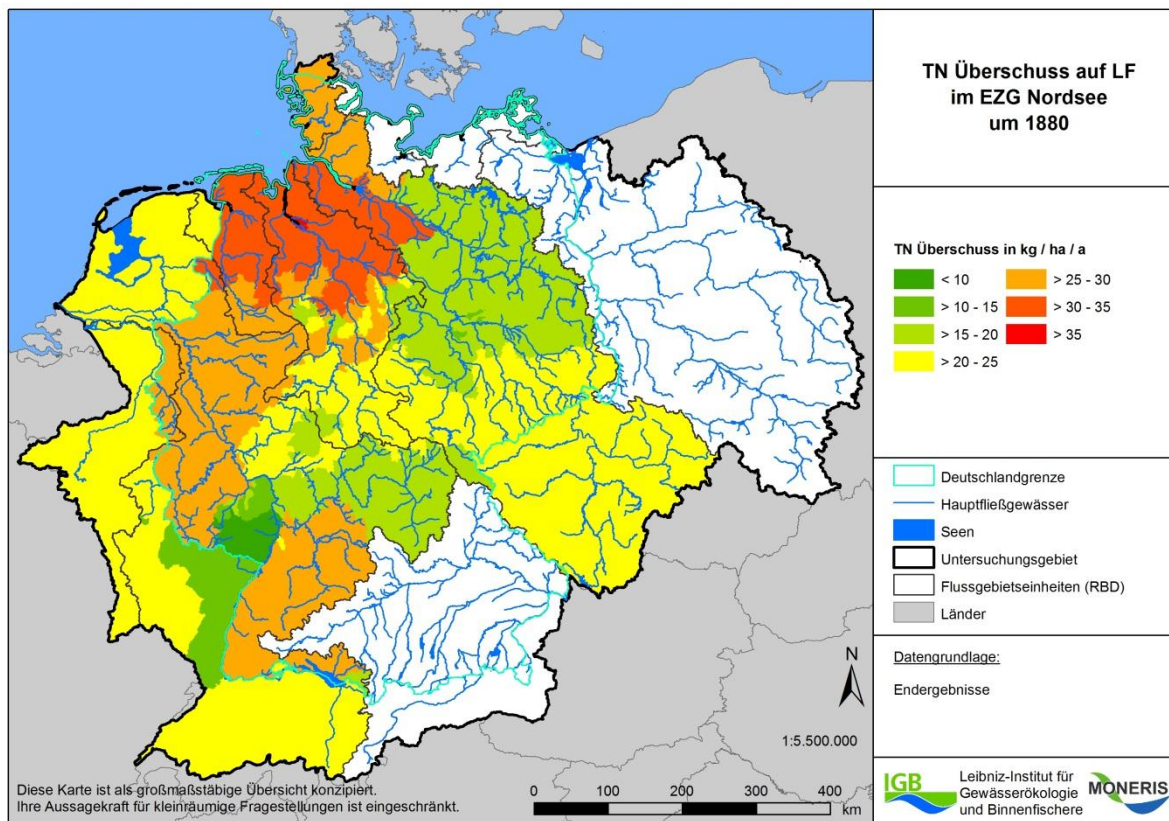 TN Überschuss auf LF
im EZG Nordsee
um 1880
TN Überschuss in kg / ha / a
< 10
> 10 - 15
> 15 - 20
> 20 - 25
> 25 - 30
> 30 - 35
> 35
Deutschlandgrenze
Hauptfließgewässer
Seen
Untersuchungsgebiet
Flussgebietseinheiten (RBD)
Länder
Datengrundlage:
Endergebnisse
N
1:5.500.000
Diese Karte ist als großmaßstäbige Übersicht konzipiert.
Ihre Aussagekraft für kleinräumige Fragestellungen ist eingeschränkt.
0 100 200 300 400
km
IGB
Leibniz-Institut für
Gewässerökologie
und Binnenfischere
MONERIS